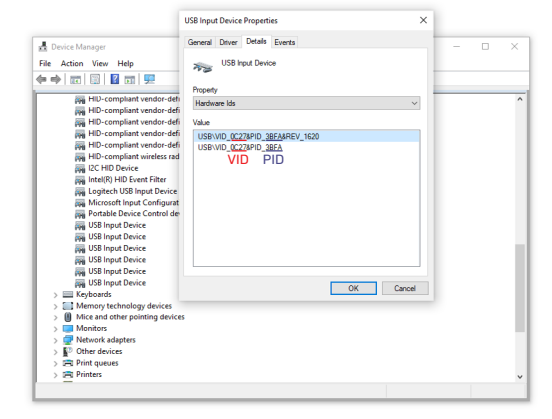 USB Input Device Properties
General Driver Details Events
USB Input Device
Property
Hardware Ids
Value
USB\VID_0C27&PID_3BFA&REV_1620
USB\VID_0C27&PID_3BFA
VID PID
OK Cancel
Device Manager
File Action View Help
HID-compliant vendor-defi
HID-compliant vendor-defi
HID-compliant vendor-defi
HID-compliant vendor-defi
HID-compliant vendor-defi
HID-compliant wireless rad
I2C HID Device
Intel(R) HID Event Filter
Logitech USB Input Device
Microsoft Input Configurat
Portable Device Control de
USB Input Device
USB Input Device
USB Input Device
USB Input Device
USB Input Device
USB Input Device
Keyboards
Memory technology devices
Mice and other pointing devices
Monitors
Network adapters
Other devices
Print queues
Printers